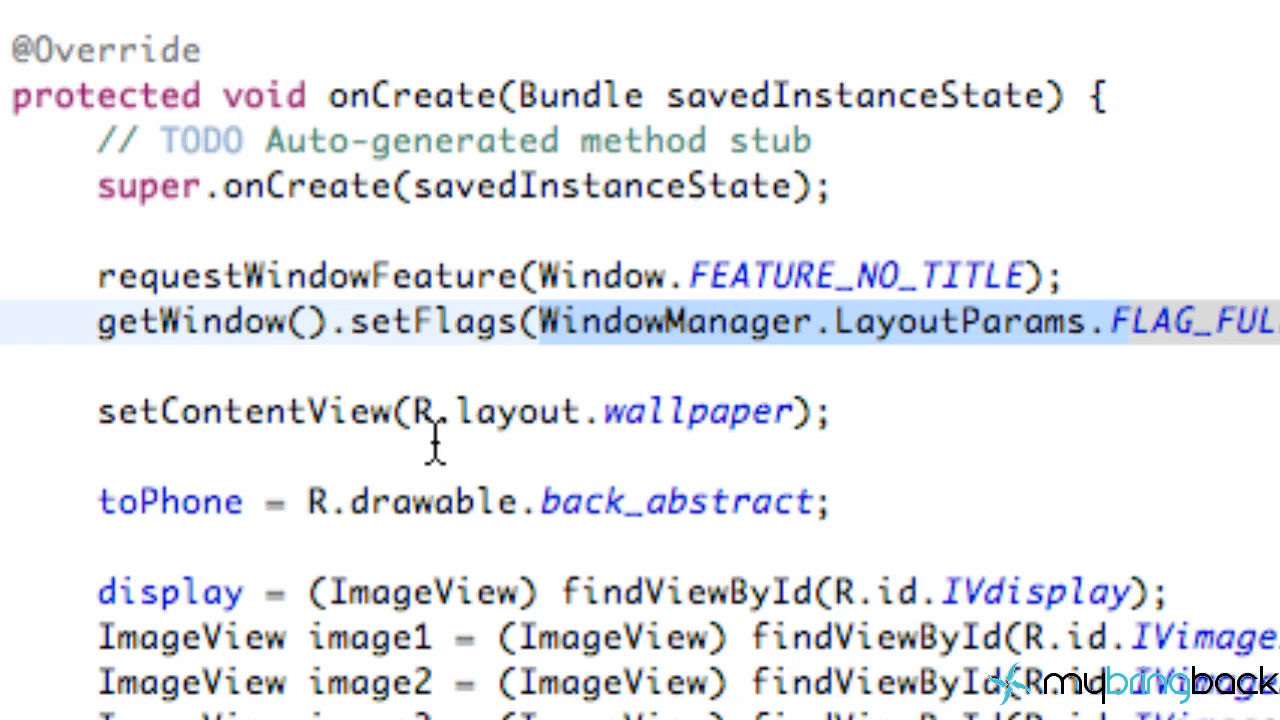 @Override
protected void onCreate(Bundle savedInstanceState) {
// TODO Auto-generated method stub
super.onCreate(savedInstanceState);
requestWindowFeature(Window.FEATURE_NO_TITLE);
getWindow().setFlags(WindowManager.LayoutParams.FLAG_FUL
setContentView(R.layout.wallpaper);
toPhone = R.drawable.back_abstract;
display = (ImageView) findViewById(R.id.IVdisplay);
ImageView image1 = (ImageView) findViewById(R.id.IVimage
ImageView image2 = (ImageView) findViewById(R.id.IVimage
mybringback